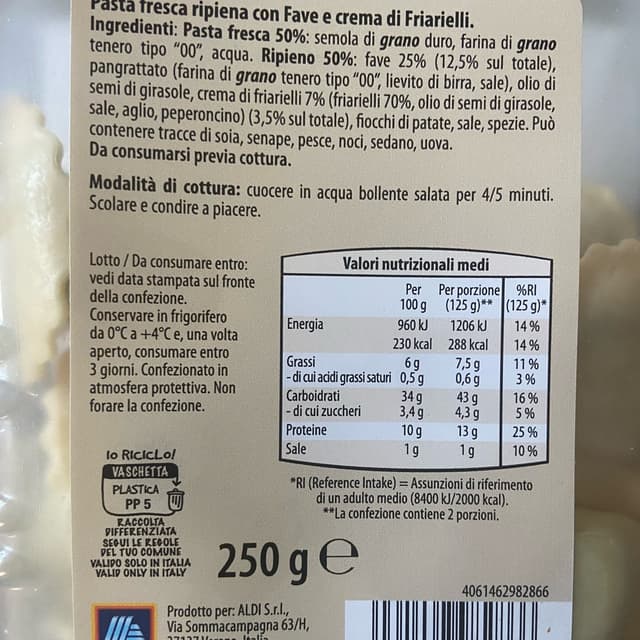 Pasta fresca ripiena con Fave e crema di Friarielli.
Ingredienti: Pasta fresca 50%: semola di grano duro, farina di grano
tenero tipo “00”, acqua. Ripieno 50%: fave 25% (12,5% sul totale),
pangrattato (farina di grano tenero tipo “00”, lievito di birra, sale), olio di
semi di girasole, crema di friarielli 7% (friarielli 70%, olio di semi di girasole,
sale, aglio, peperoncino) (3,5% sul totale), fiocchi di patate, sale, spezie. Può
contenere tracce di soia, senape, pesce, noci, sedano, uova.
Da consumarsi previa cottura.
Modalità di cottura: cuocere in acqua bollente salata per 4/5 minuti.
Scolare e condire a piacere.
Lotto / Da consumare entro:
vedi data stampata sul fronte
della confezione.
Conservare in frigorifero
da 0°C a +4°C e, una volta
aperto, consumare entro
3 giorni. Confezionato in
atmosfera protettiva. Non
forare la confezione.
Valori nutrizionali medi
Per 100 g Per porzione (125 g)** %RI (125 g)*
Energia 960 kJ 1206 kJ 14 %
230 kcal 288 kcal 14 %
Grassi 6 g 7,5 g 11 %
- di cui acidi grassi saturi 0,5 g 0,6 g 3 %
Carboidrati 34 g 43 g 16 %
- di cui zuccheri 3,4 g 4,3 g 5 %
Proteine 10 g 13 g 25 %
Sale 1 g 1 g 10 %
*RI (Reference Intake) = Assunzioni di riferimento
di un adulto medio (8400 kJ/2000 kcal).
**La confezione contiene 2 porzioni.
Io RICICLO!
VASCHETTA
PLASTICA
PP 5
RACCOLTA
DIFFERENZIATA
SEGUI LE REGOLE
DEL TUO COMUNE
VALIDO SOLO IN ITALIA
VALID ONLY IN ITALY
250 g e
4061462982866
Prodotto per: ALDI S.r.l.,
Via Sommacampagna 63/H,
37137 Verona, Italia